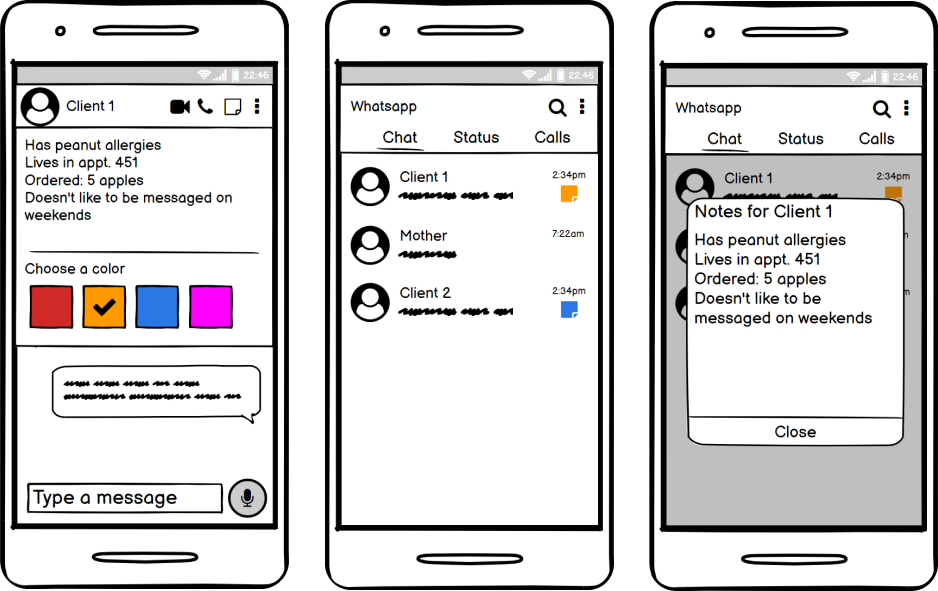 22:46
Client 1
Has peanut allergies
Lives in appt. 451
Ordered: 5 apples
Doesn't like to be messaged on
weekends
Choose a color
Type a message
22:46
Whatsapp
Chat Status Calls
Client 1 2:34pm
Mother 7:22am
Client 2 2:34pm
22:46
Whatsapp
Chat Status Calls
Client 1 2:34pm
Notes for Client 1
Has peanut allergies
Lives in appt. 451
Ordered: 5 apples
Doesn't like to be
messaged on weekends
Close